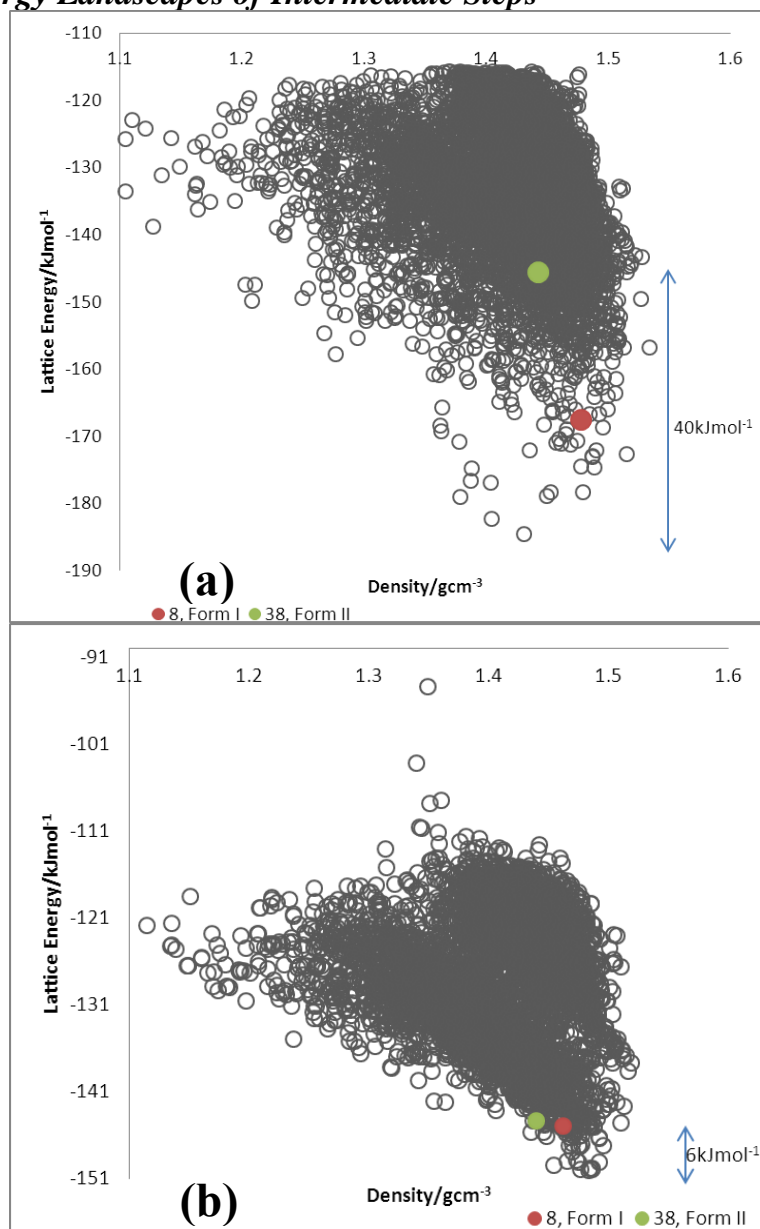 rgy Landscapes of Intermediate Steps
-110
1.1 1.2 1.3 1.4 1.5 1.6
-120
-130
-140
-150
-160
-170
-180
-190
Lattice Energy/kJmol⁻¹
40kJmol⁻¹
(a)
Density/gcm⁻³
8, Form I 38, Form II
-91
1.1 1.2 1.3 1.4 1.5 1.6
-101
-111
-121
-131
-141
-151
Lattice Energy/kJmol⁻¹
6kJmol⁻¹
(b)
Density/gcm⁻³
8, Form I 38, Form II